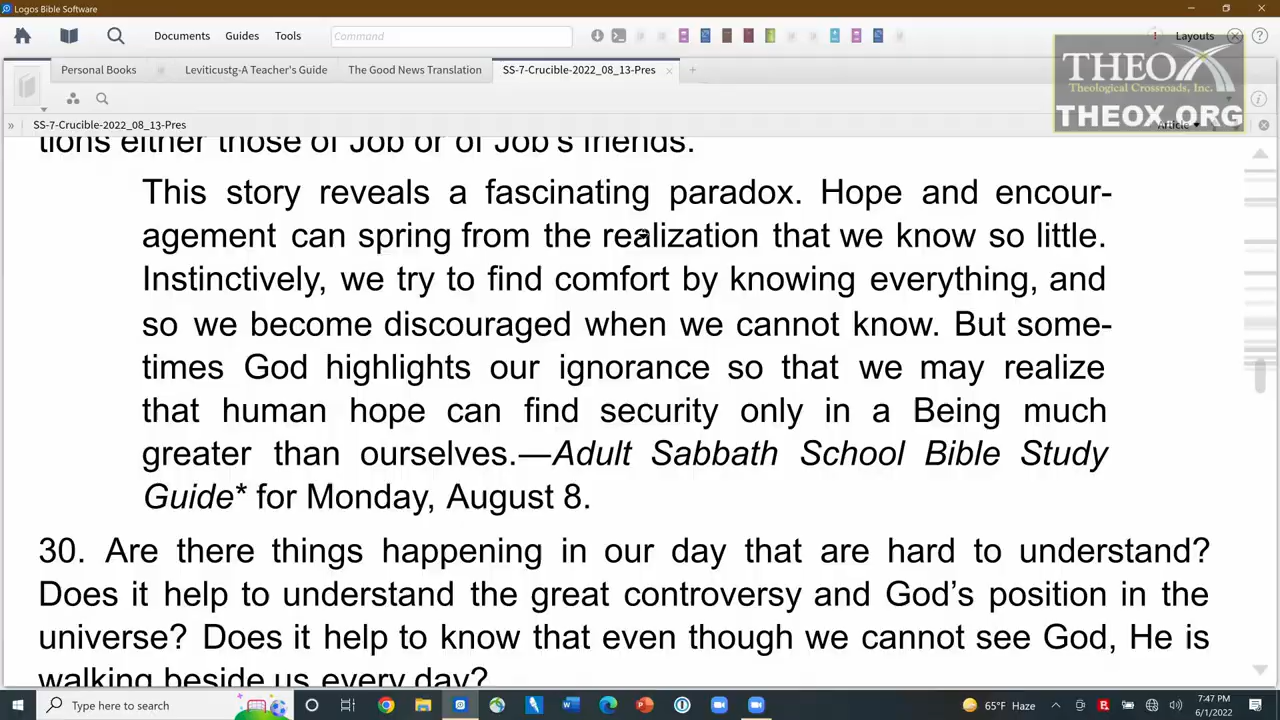 Logos Bible Software
Documents Guides Tools Command Layouts
THEOX
Theological Crossroads, Inc.
THEOX.ORG
Personal Books Leviticustg-A Teacher's Guide The Good News Translation SS-7-Crucible-2022_08_13-Pres
SS-7-Crucible-2022_08_13-Pres Article
tions either those of Job or of Job's friends.
This story reveals a fascinating paradox. Hope and encour-
agement can spring from the realization that we know so little.
Instinctively, we try to find comfort by knowing everything, and
so we become discouraged when we cannot know. But some-
times God highlights our ignorance so that we may realize
that human hope can find security only in a Being much
greater than ourselves.—Adult Sabbath School Bible Study
Guide* for Monday, August 8.
30. Are there things happening in our day that are hard to understand?
Does it help to understand the great controversy and God's position in the
universe? Does it help to know that even though we cannot see God, He is
walking beside us every day?
Type here to search 65°F Haze 7:47 PM
6/1/2022